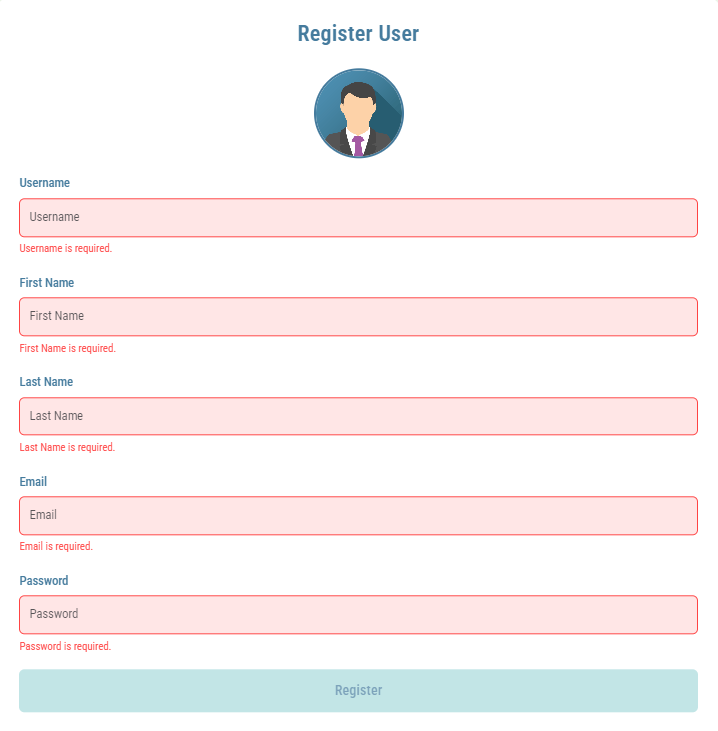 Register User
Username
Username
Username is required.
First Name
First Name
First Name is required.
Last Name
Last Name
Last Name is required.
Email
Email
Email is required.
Password
Password
Password is required.
Register